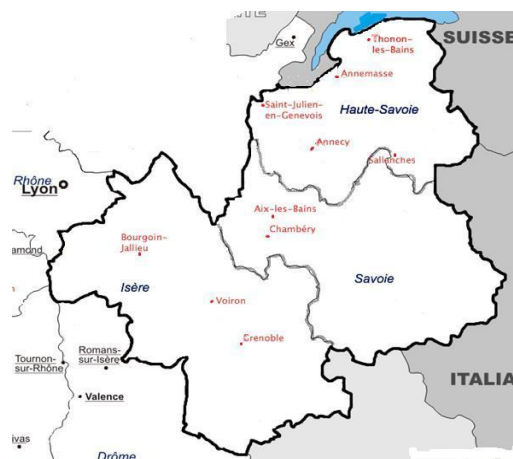 Gex
Thonon-
les-Bains
SUISSE
Annemasse
Saint-Julien-
en-Genevois
Haute-Savoie
Annecy
Sallanches
Rhône
Lyon
Aix-les-Bains
Chambéry
Bourgoin-
Jallieu
Savoie
Isère
Voiron
Grenoble
Romans-
sur-Isère
Tournon-
sur-Rhône
ITALIA
Valence
Drôme